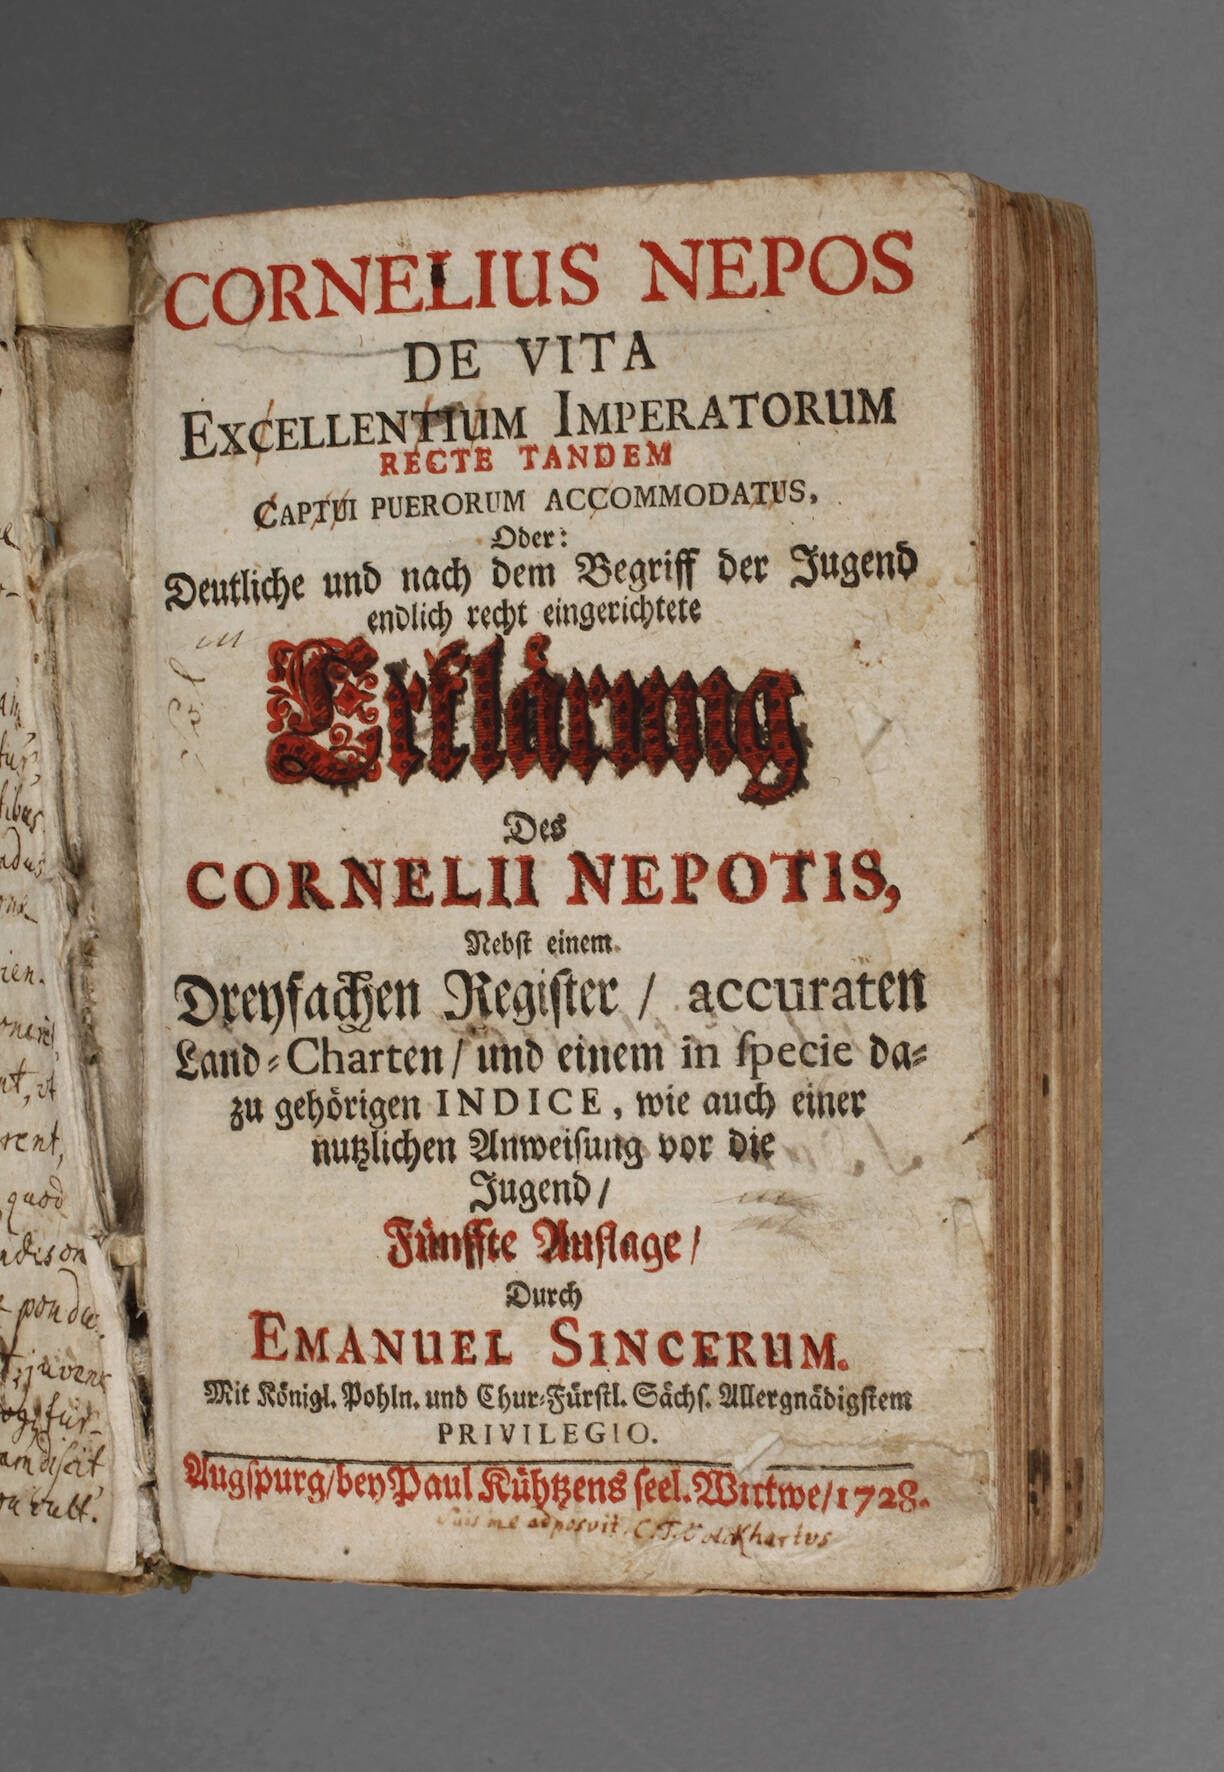 CORNELIUS NEPOS
DE VITA
EXCELLENTIUM IMPERATORUM
RECTE TANDEM
CAPTUI PUERORUM ACCOMMODATUS,
Oder:
Deutliche und nach dem Begriff der Jugend
endlich recht eingerichtete
Erklärung
Des
CORNELII NEPOTIS,
Nebst einem
Dreyfachen Register / accuraten
Land-Charten / und einem in specie da-
zu gehörigen INDICE, wie auch einer
nutzlichen Anweisung vor die
Jugend /
Fünffte Auflage /
Durch
EMANUEL SINCERUM.
Mit Königl. Pohln. und Chur-Fürstl. Sächs. Allergnädigstem
PRIVILEGIO.
Augspurg / bey Paul Kühtzens seel. Wittwe / 1728.
me adposuit
quod